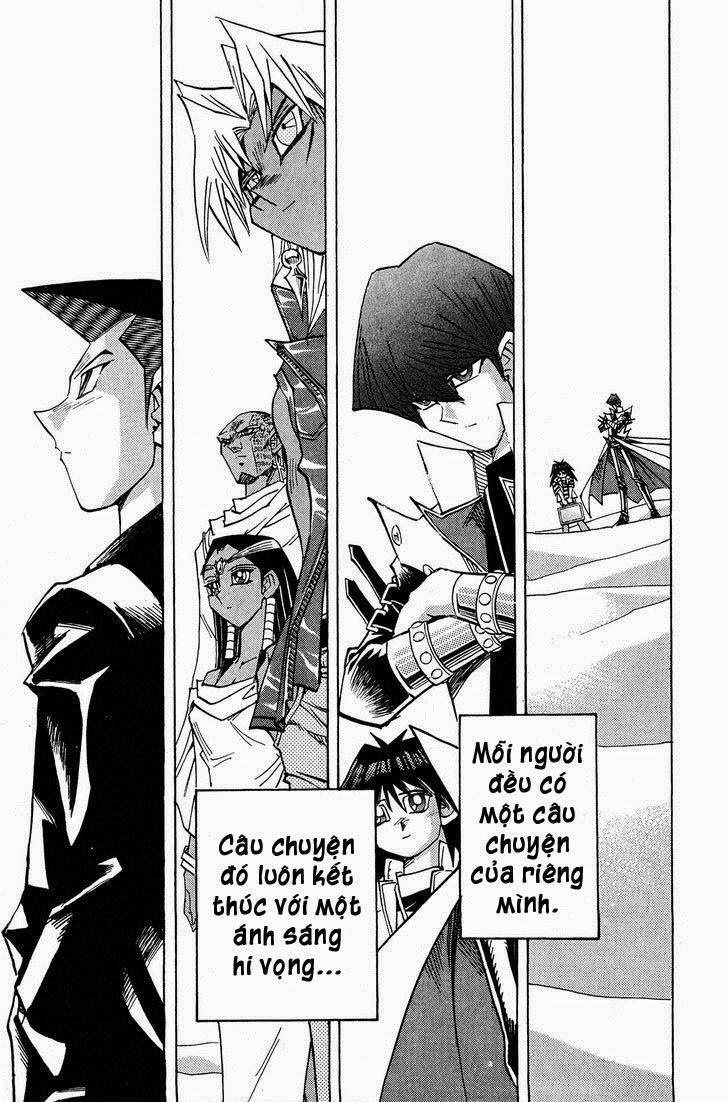 Mỗi người
đều có
một câu
chuyện
của riêng
mình.
Câu chuyện
đó luôn kết
thúc với một
ánh sáng
hi vọng...